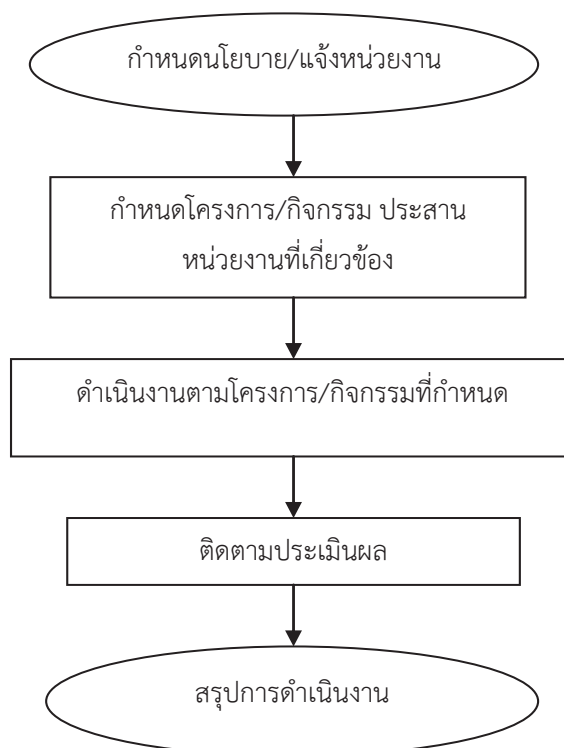 กำหนดนโยบาย/แจ้งหน่วยงาน
กำหนดโครงการ/กิจกรรม ประสาน
หน่วยงานที่เกี่ยวข้อง
ดำเนินงานตามโครงการ/กิจกรรมที่กำหนด
ติดตามประเมินผล
สรุปการดำเนินงาน